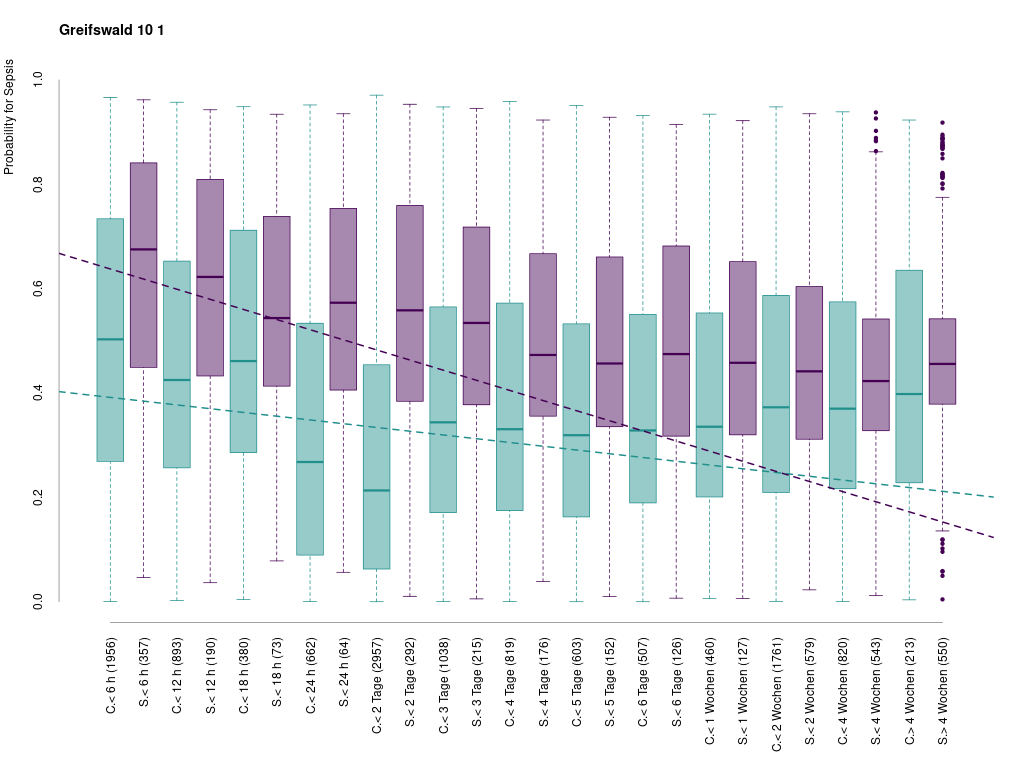 Greifswald 10 1
Probability for Sepsis
1.0
0.8
0.6
0.4
0.2
0.0
C.< 6 h (1956)
S.< 6 h (357)
C.< 12 h (893)
S.< 12 h (190)
C.< 18 h (380)
S.< 18 h (73)
C.< 24 h (662)
S.< 24 h (64)
C.< 2 Tage (2957)
S.< 2 Tage (292)
C.< 3 Tage (1038)
S.< 3 Tage (215)
C.< 4 Tage (819)
S.< 4 Tage (176)
C.< 5 Tage (603)
S.< 5 Tage (152)
C.< 6 Tage (507)
S.< 6 Tage (126)
C.< 1 Wochen (460)
S.< 1 Wochen (127)
C.< 2 Wochen (1761)
S.< 2 Wochen (579)
C.< 4 Wochen (820)
S.< 4 Wochen (543)
C.> 4 Wochen (213)
S.> 4 Wochen (550)